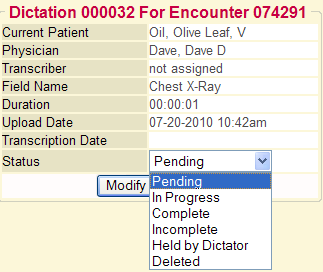 Dictation 000032 For Encounter 074291
Current Patient Oil, Olive Leaf, V
Physician Dave, Dave D
Transcriber not assigned
Field Name Chest X-Ray
Duration 00:00:01
Upload Date 07-20-2010 10:42am
Transcription Date
Status Pending
Modify
Pending
In Progress
Complete
Incomplete
Held by Dictator
Deleted